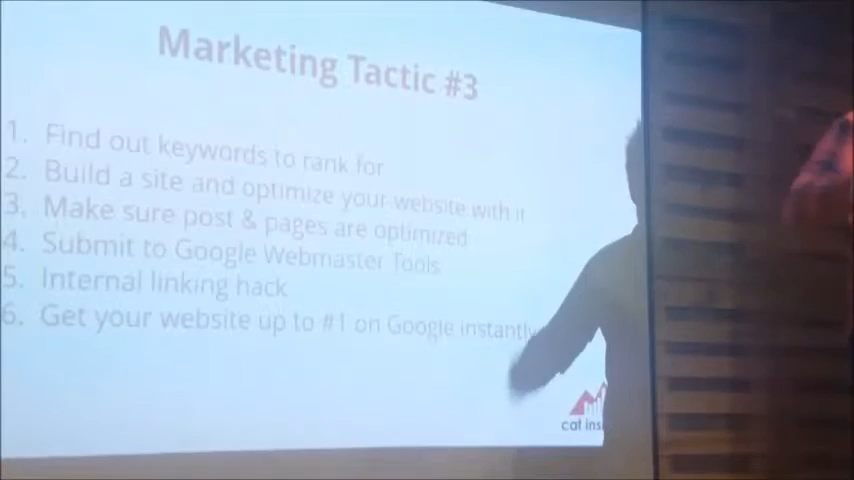 Marketing Tactic #3
1. Find out keywords to rank for
2. Build a site and optimize your website with it
3. Make sure post & pages are optimized
4. Submit to Google Webmaster Tools
5. Internal linking hack
6. Get your website up to #1 on Google instantly
cat